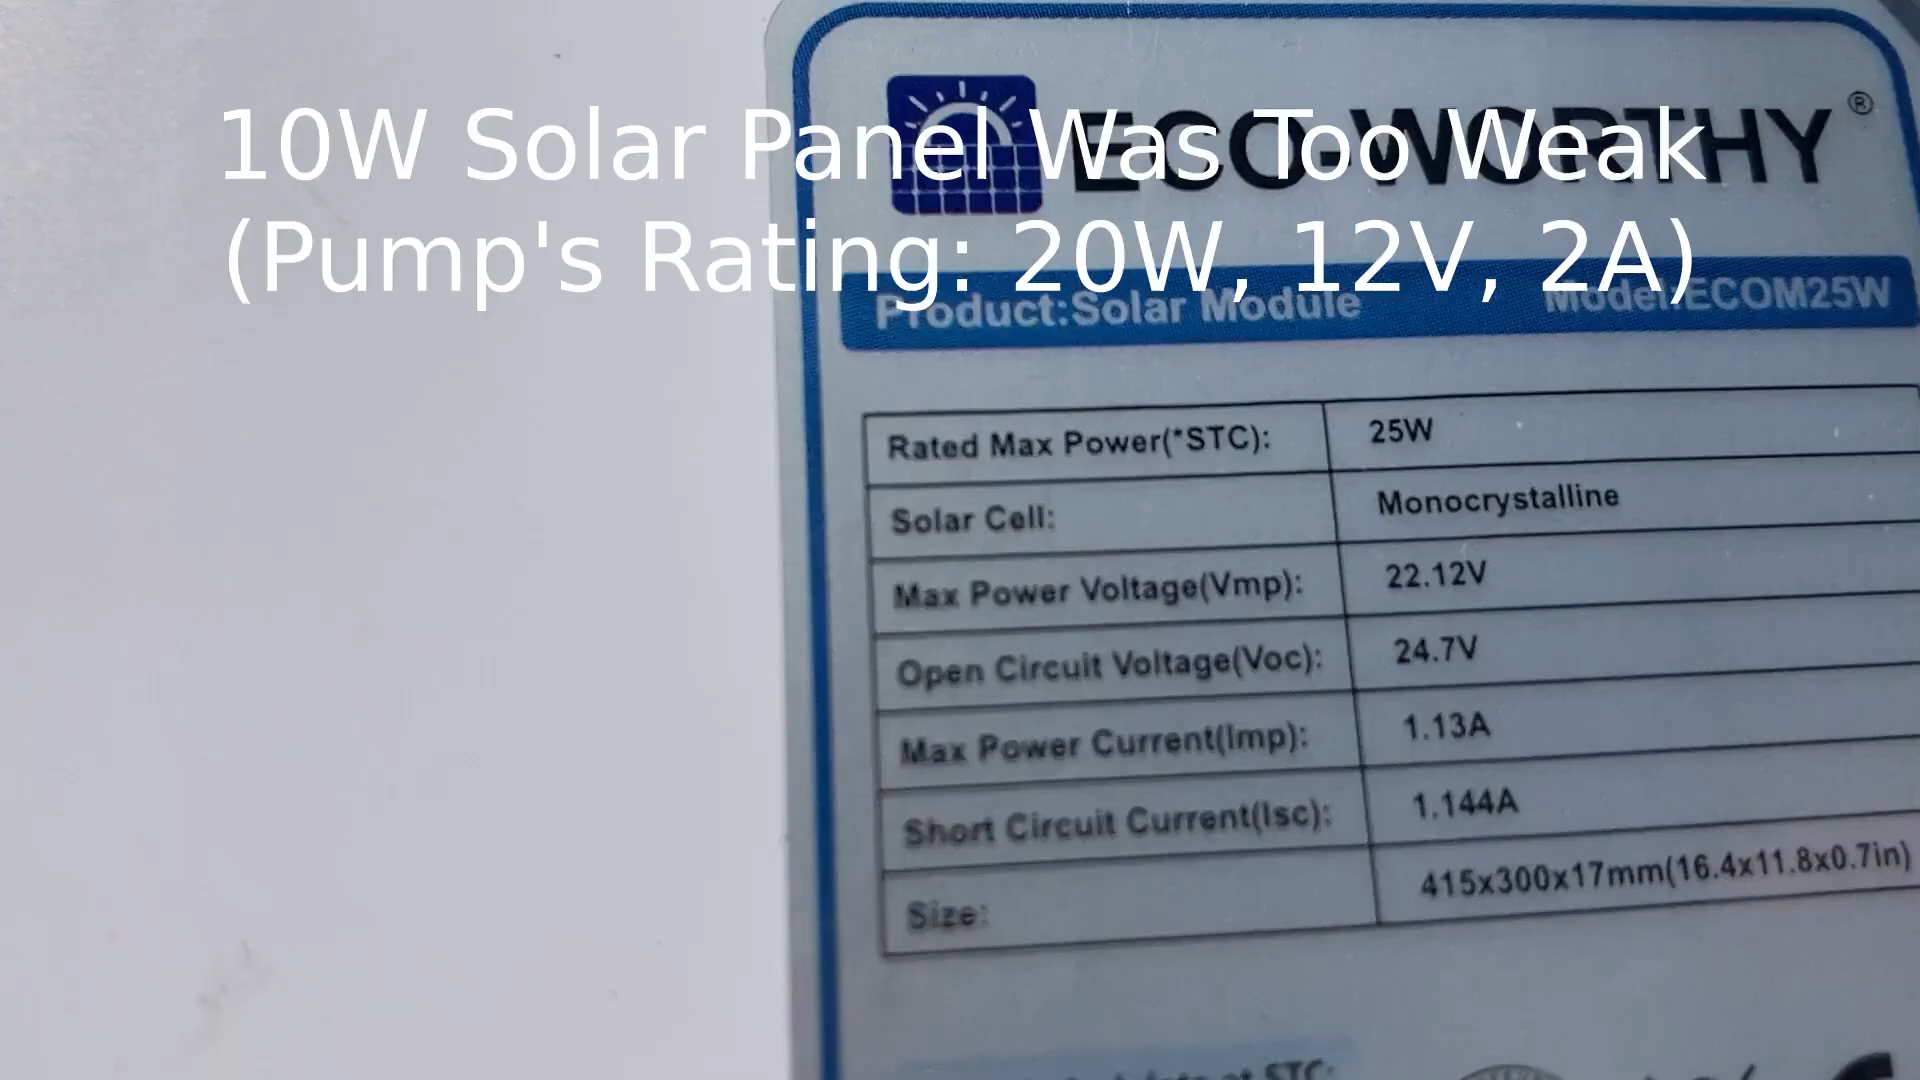 10W Solar Panel Was Too Weak
(Pump's Rating: 20W, 12V, 2A)
ECO-WORTHY®
Product:Solar Module Model:ECOM25W
Rated Max Power(*STC): 25W
Solar Cell: Monocrystalline
Max Power Voltage(Vmp): 22.12V
Open Circuit Voltage(Voc): 24.7V
Max Power Current(Imp): 1.13A
Short Circuit Current(Isc): 1.144A
Size: 415x300x17mm(16.4x11.8x0.7in)
at STC: